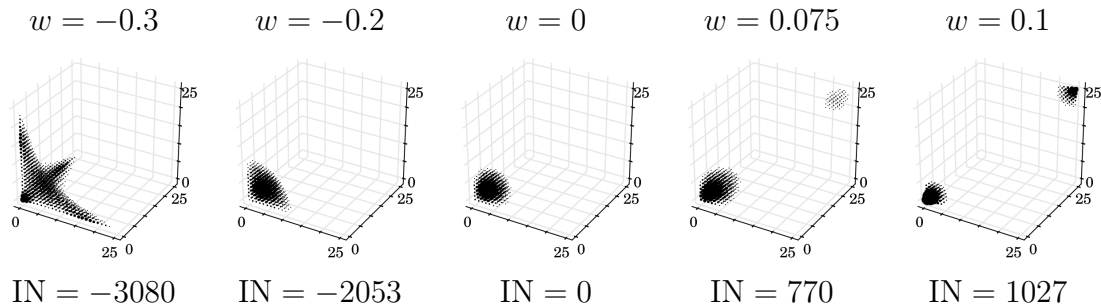 w = −0.3 w = −0.2 w = 0 w = 0.075 w = 0.1
25 25 25 25 25
0 0 0 0 0
25 25 25 25 25
0 0 0 0 0
25 0 25 0 25 0 25 0 25 0
IN = −3080 IN = −2053 IN = 0 IN = 770 IN = 1027